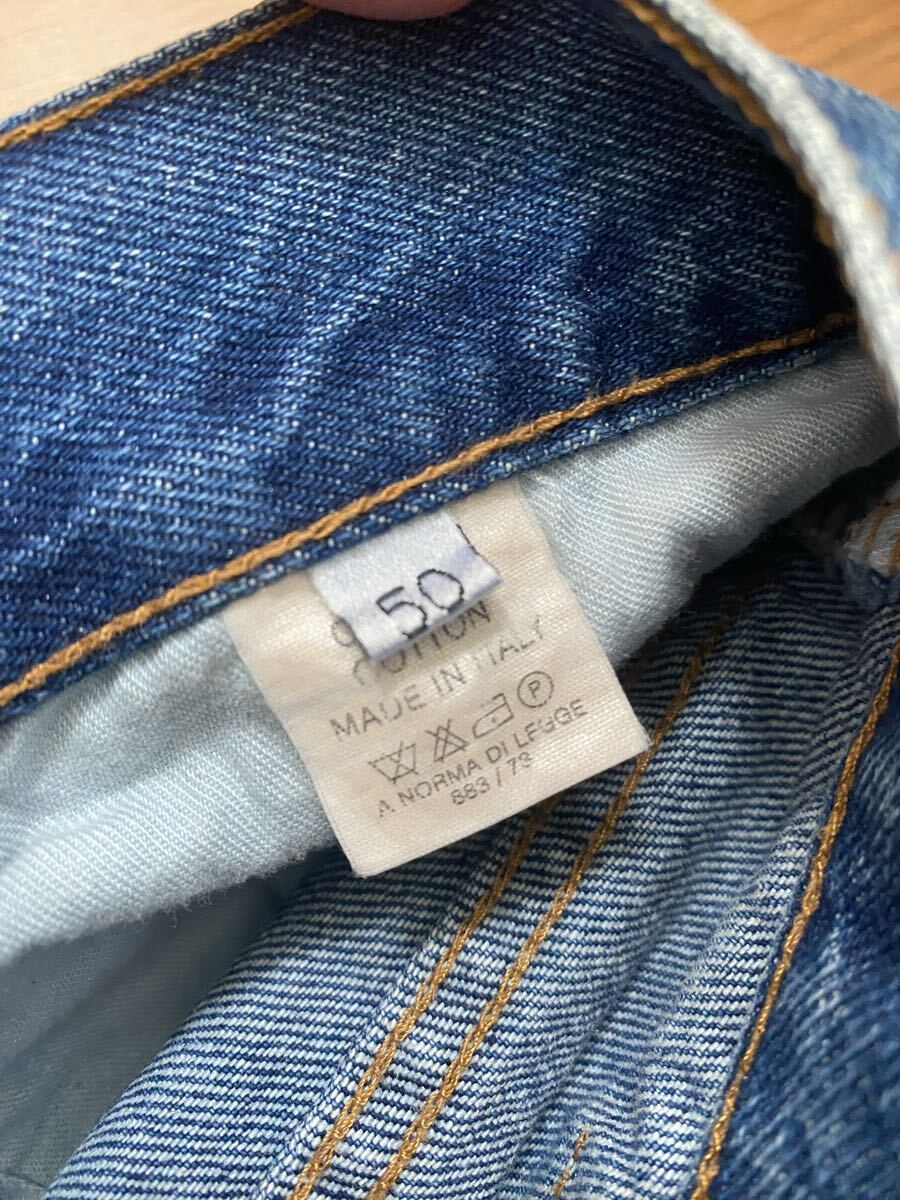 50
COTTON
MADE IN ITALY
P
A NORMA DI LEGGE
883 / 73